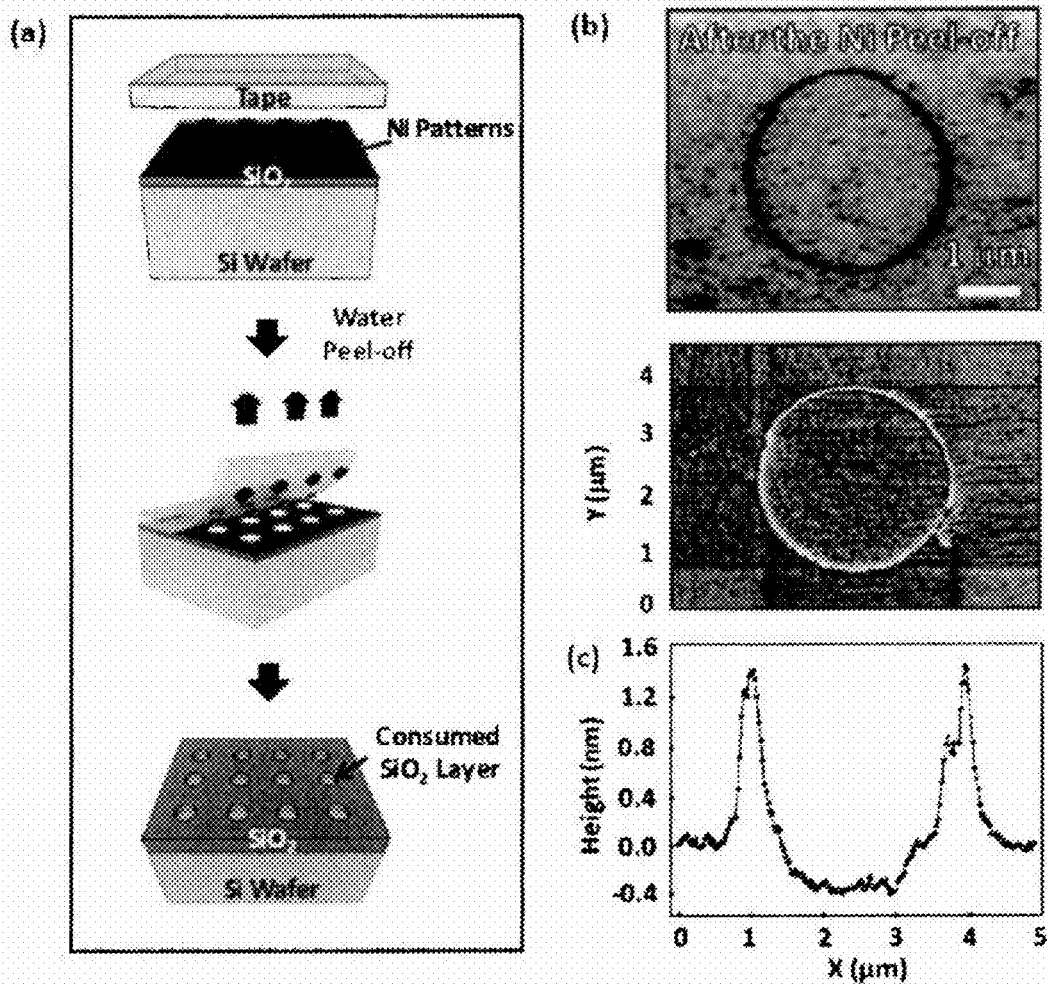 (a)
Tape
Ni Patterns
SiO₂
Si Wafer
Water
Peel-off
Consumed
SiO₂ Layer
SiO₂
Si Wafer
(b)
After the Ni Peel-off
4
3
2
1
0
Y (μm)
(c)
1.6
1.2
0.8
0.4
0.0
-0.4
Height (nm)
0 1 2 3 4 5
X (μm)